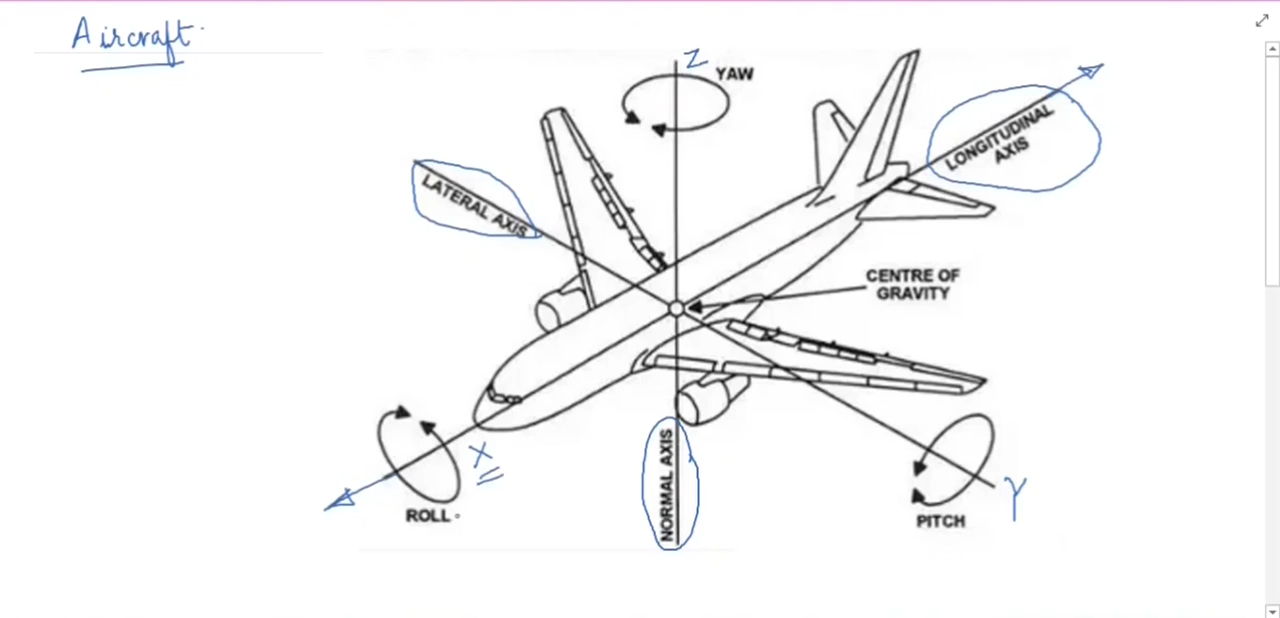 Aircraft
Z
YAW
LONGITUDINAL
AXIS
LATERAL AXIS
CENTRE OF
GRAVITY
X
ROLL
NORMAL AXIS
Y
PITCH